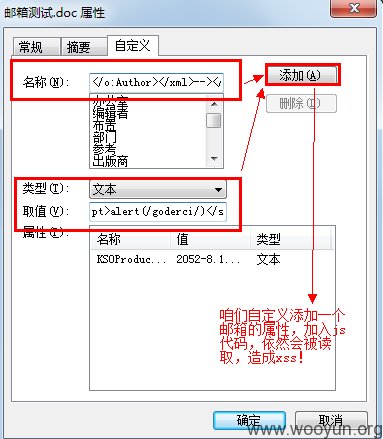 邮箱测试.doc 属性
常规
摘要
自定义
名称(N):
</o:Author></xml>--></
添加(A)
删除(D)
办公室
编辑者
布置
部门
参考
出版商
类型(T):
文本
取值(V):
pt>alert(/goderci/)</s
属性(P):
名称
值
类型
KSOProduc...
2052-8.1...
文本
咱们自定义添加一个
邮箱的属性，加入js
代码，依然会被读
取，造成xss！
www.wooyun.org
确定
取消